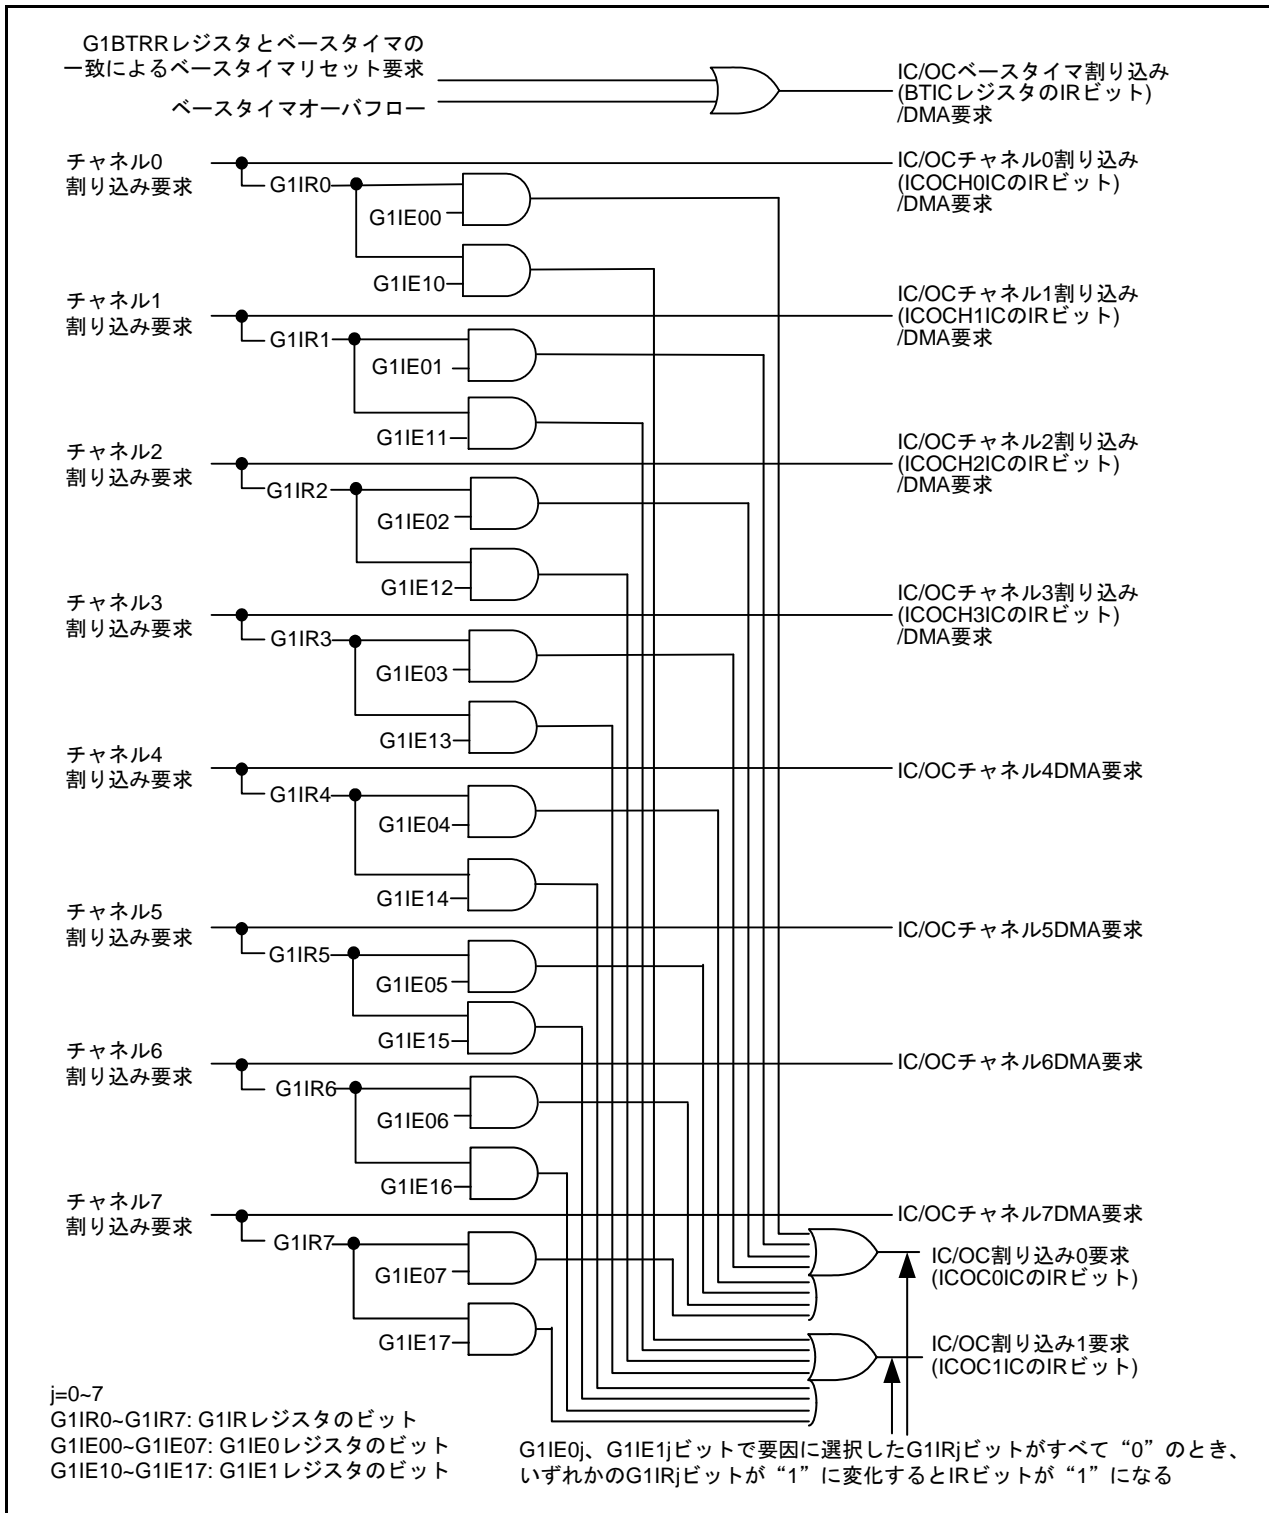 G1BTRRレジスタとベースタイマの
一致によるベースタイマリセット要求
ベースタイマオーバフロー
IC/OCベースタイマ割り込み
(BTICレジスタのIRビット)
/DMA要求
チャネル0
割り込み要求
G1IR0
G1IE00
G1IE10
IC/OCチャネル0割り込み
(ICOCH0ICのIRビット)
/DMA要求
チャネル1
割り込み要求
G1IR1
G1IE01
G1IE11
IC/OCチャネル1割り込み
(ICOCH1ICのIRビット)
/DMA要求
チャネル2
割り込み要求
G1IR2
G1IE02
G1IE12
IC/OCチャネル2割り込み
(ICOCH2ICのIRビット)
/DMA要求
チャネル3
割り込み要求
G1IR3
G1IE03
G1IE13
IC/OCチャネル3割り込み
(ICOCH3ICのIRビット)
/DMA要求
チャネル4
割り込み要求
G1IR4
G1IE04
G1IE14
IC/OCチャネル4DMA要求
チャネル5
割り込み要求
G1IR5
G1IE05
G1IE15
IC/OCチャネル5DMA要求
チャネル6
割り込み要求
G1IR6
G1IE06
G1IE16
IC/OCチャネル6DMA要求
チャネル7
割り込み要求
G1IR7
G1IE07
G1IE17
IC/OCチャネル7DMA要求
IC/OC割り込み0要求
(ICOC0ICのIRビット)
IC/OC割り込み1要求
(ICOC1ICのIRビット)
j=0~7
G1IR0~G1IR7: G1IRレジスタのビット
G1IE00~G1IE07: G1IE0レジスタのビット
G1IE10~G1IE17: G1IE1レジスタのビット
G1IE0j、G1IE1jビットで要因に選択したG1IRjビットがすべて“0”のとき、
いずれかのG1IRjビットが“1”に変化するとIRビットが“1”になる